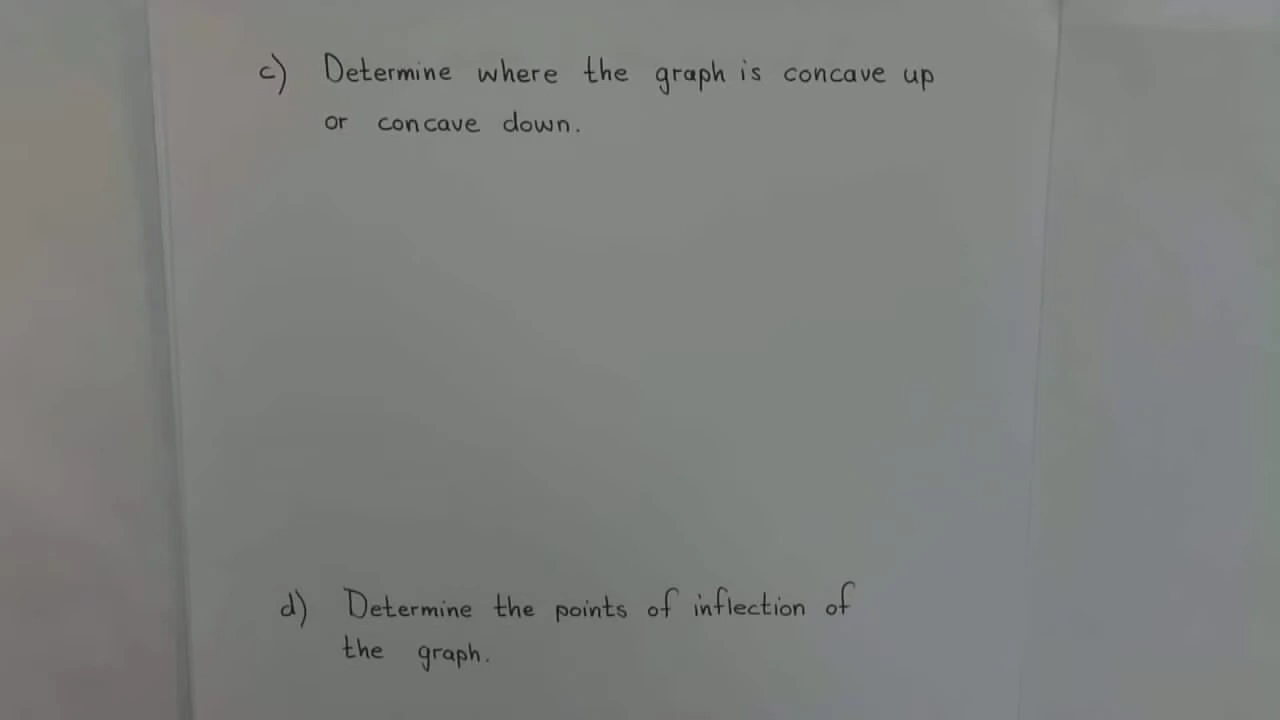 c) Determine where the graph is concave up
or concave down.
d) Determine the points of inflection of
the graph.